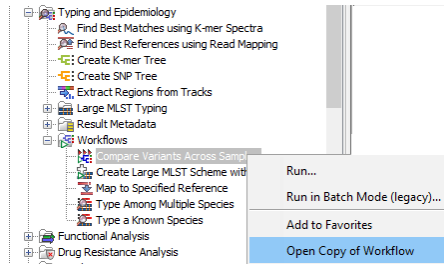 Typing and Epidemiology
Find Best Matches using K-mer Spectra
Find Best References using Read Mapping
Create K-mer Tree
Create SNP Tree
Extract Regions from Tracks
Large MLST Typing
Result Metadata
Workflows
Compare Variants Across Samp
Create Large MLST Scheme with
Map to Specified Reference
Type Among Multiple Species
Type a Known Species
Functional Analysis
Drug Resistance Analysis
Run...
Run in Batch Mode (legacy)...
Add to Favorites
Open Copy of Workflow